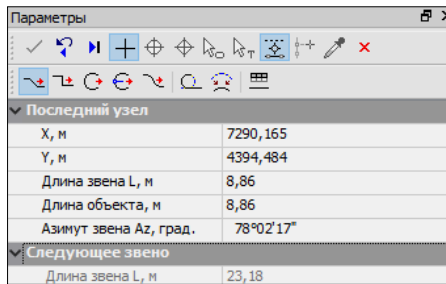 Параметры
Последний узел
X, м 7290,165
Y, м 4394,484
Длина звена L, м 8,86
Длина объекта, м 8,86
Азимут звена Az, град. 78°02'17"
Следующее звено
Длина звена L, м 23,18